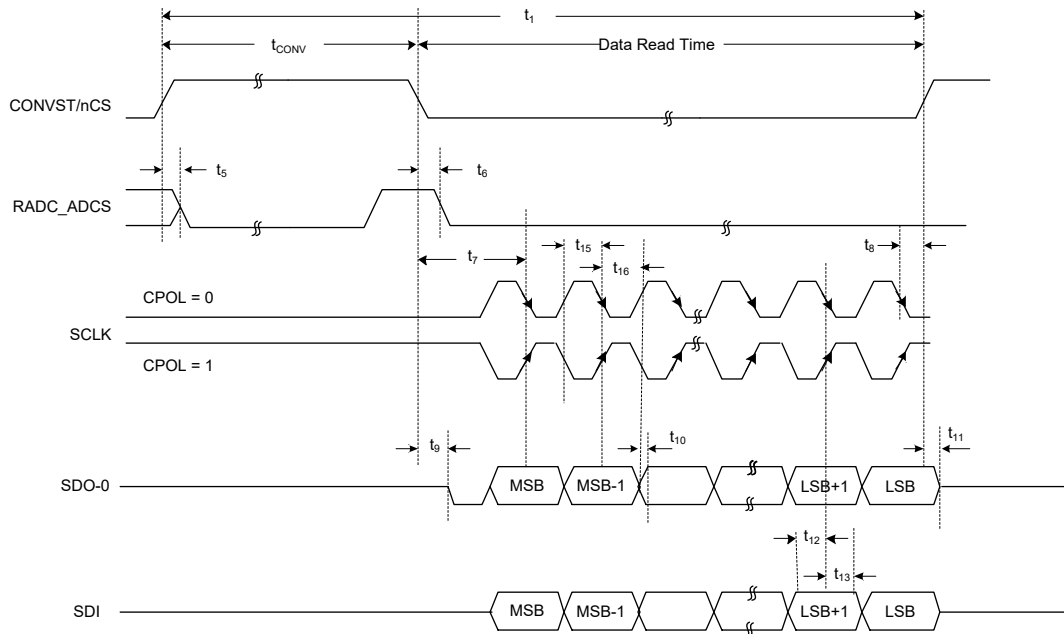 t1
tCONV
Data Read Time
CONVST/nCS
t5
t6
RADC_ADCS
t7
t15
t16
t8
CPOL = 0
SCLK
CPOL = 1
t9
t10
t11
SDO-0
MSB
MSB-1
LSB+1
LSB
t12
t13
SDI
MSB
MSB-1
LSB+1
LSB